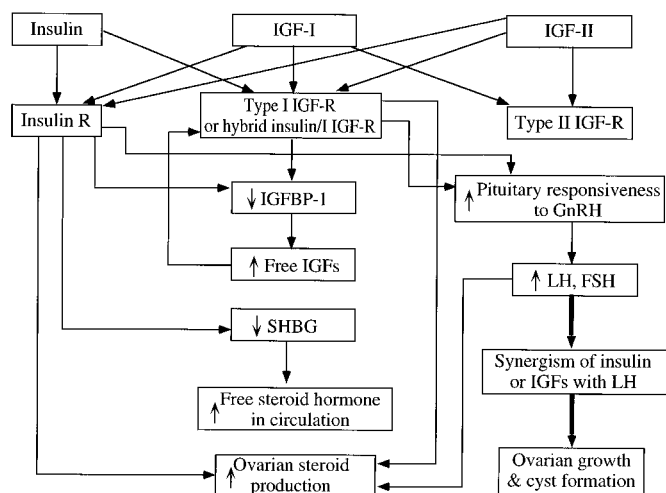 Insulin
IGF-I
IGF-II
Insulin R
Type I IGF-R
or hybrid insulin/I IGF-R
Type II IGF-R
↓ IGFBP-1
↑ Pituitary responsiveness
to GnRH
↑ Free IGFs
↑ LH, FSH
↓ SHBG
Synergism of insulin
or IGFs with LH
↑ Free steroid hormone
in circulation
↑ Ovarian steroid
production
Ovarian growth
& cyst formation